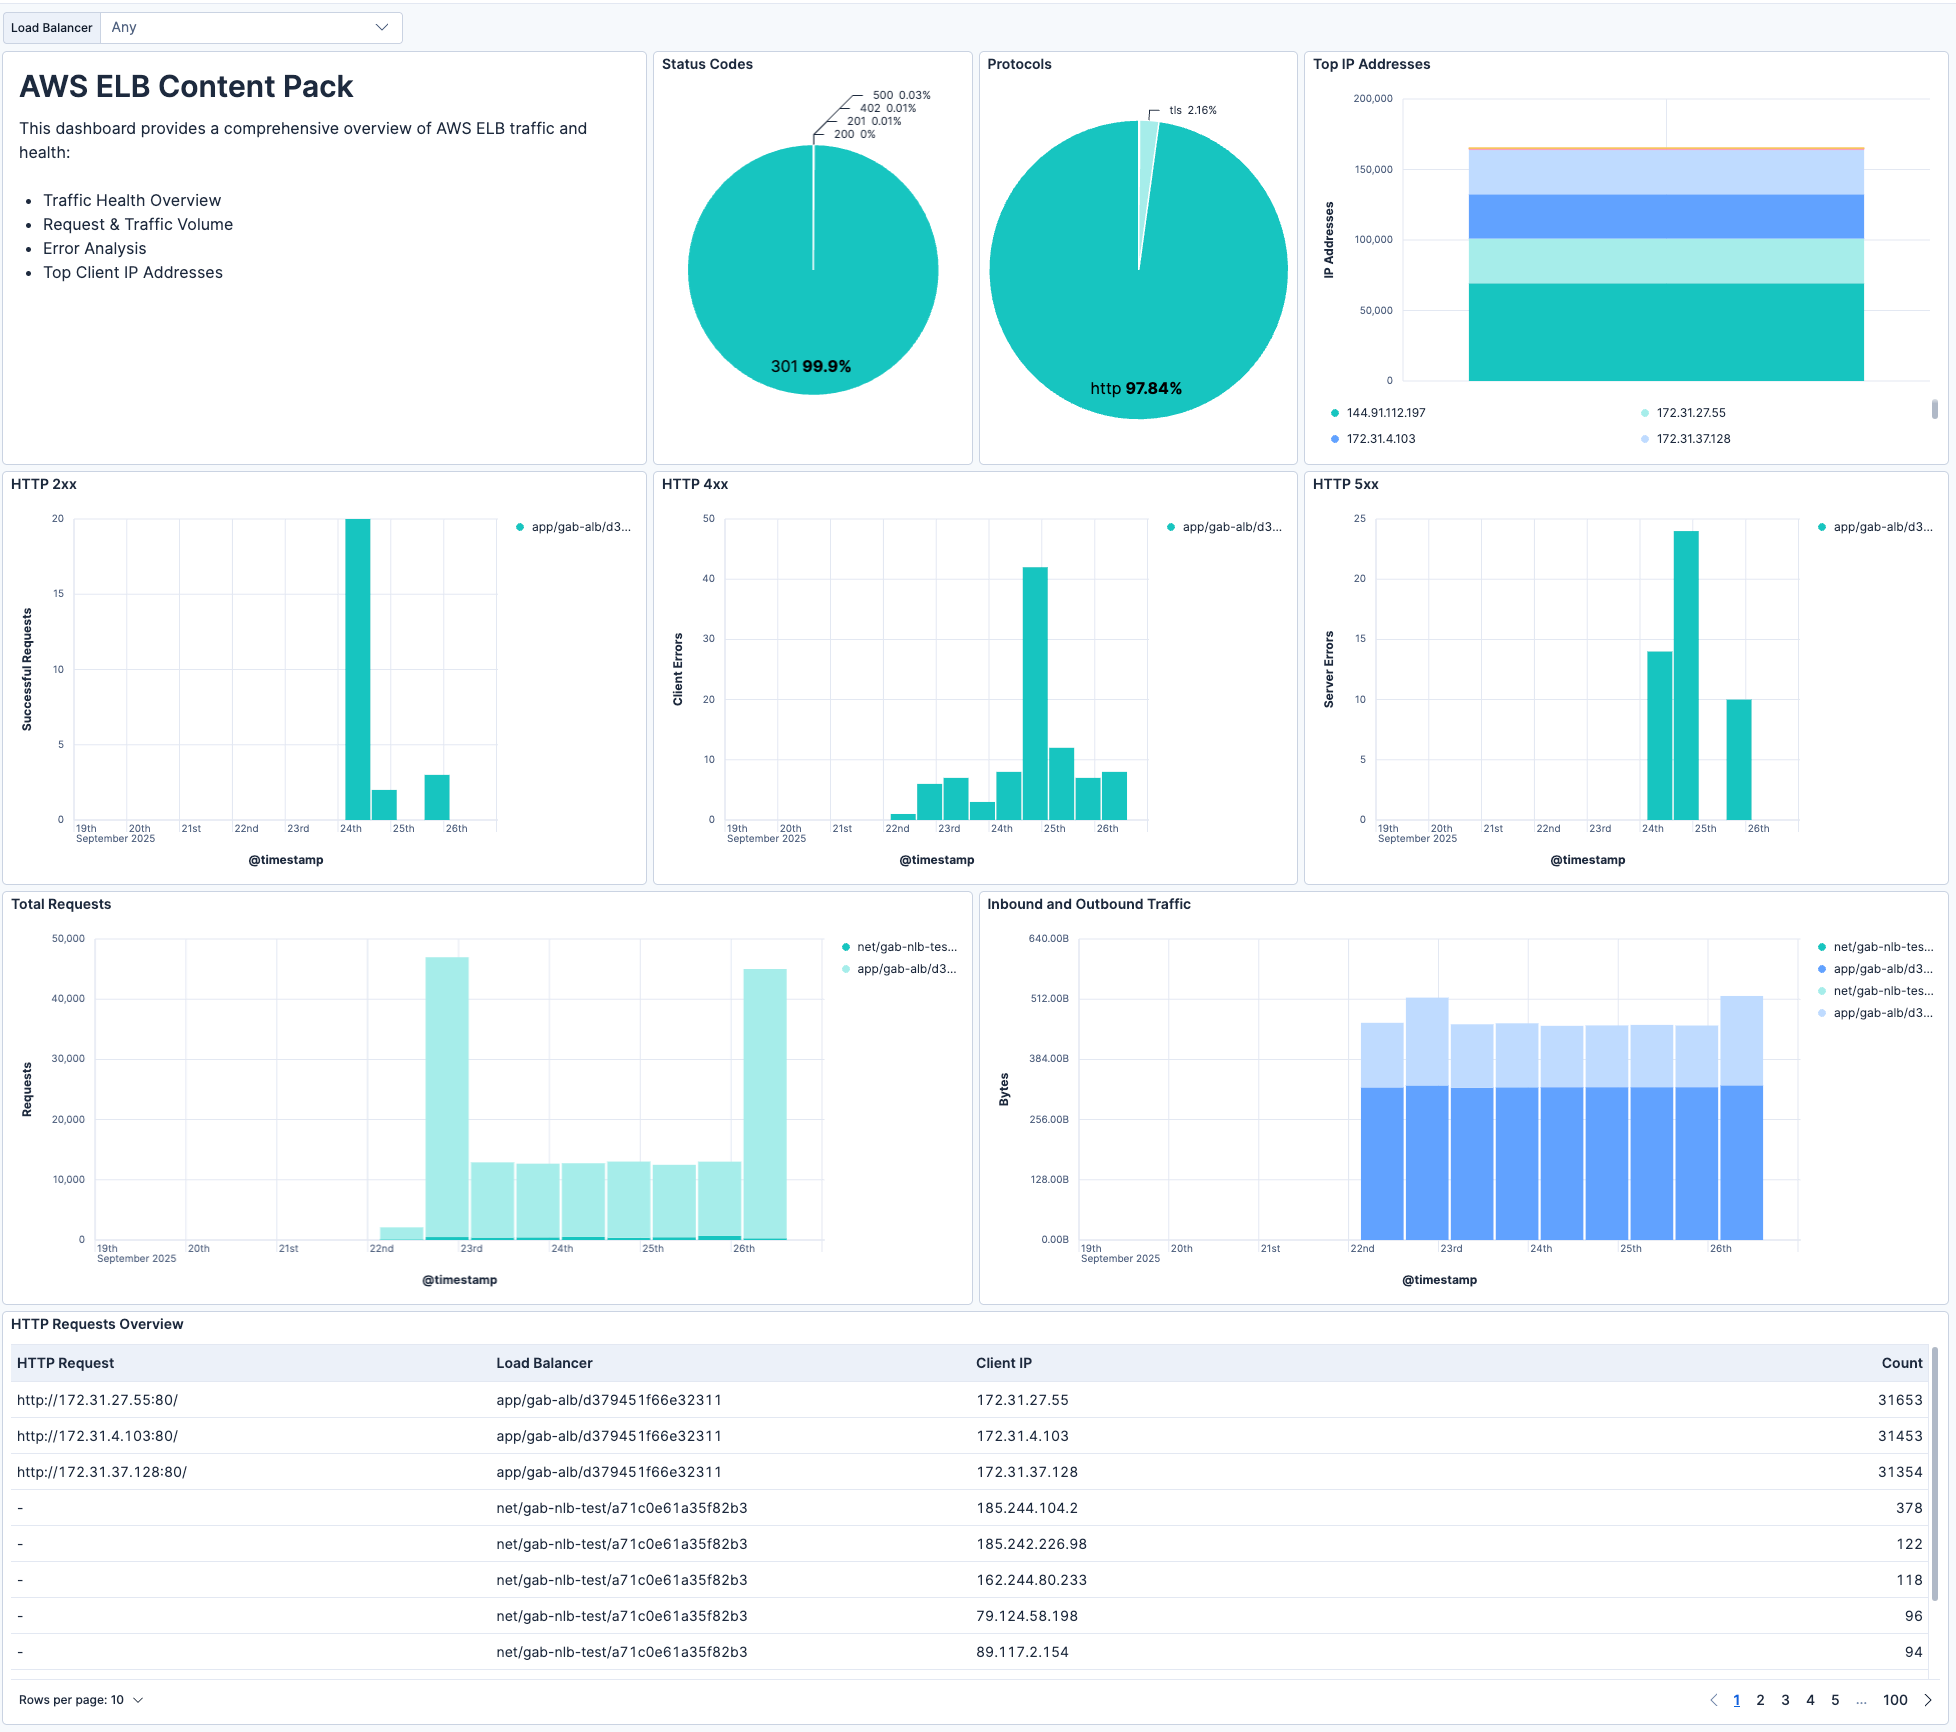 Load Balancer Any
AWS ELB Content Pack
This dashboard provides a comprehensive overview of AWS ELB traffic and
health:
• Traffic Health Overview
• Request & Traffic Volume
• Error Analysis
• Top Client IP Addresses
Status Codes
500 0.03%
402 0.01%
201 0.01%
200 0%
301 99.9%
Protocols
tls 2.16%
http 97.84%
Top IP Addresses
IP Addresses
200,000
150,000
100,000
50,000
0
144.91.112.197
172.31.27.55
172.31.4.103
172.31.37.128
HTTP 2xx
Successful Requests
20
15
10
5
0
19th 20th 21st 22nd 23rd 24th 25th 26th
September 2025
@timestamp
app/gab-alb/d3...
HTTP 4xx
Client Errors
50
40
30
20
10
0
19th 20th 21st 22nd 23rd 24th 25th 26th
September 2025
@timestamp
app/gab-alb/d3...
HTTP 5xx
Server Errors
25
20
15
10
5
0
19th 20th 21st 22nd 23rd 24th 25th 26th
September 2025
@timestamp
app/gab-alb/d3...
Total Requests
Requests
50,000
40,000
30,000
20,000
10,000
0
19th 20th 21st 22nd 23rd 24th 25th 26th
September 2025
@timestamp
net/gab-nlb-tes...
app/gab-alb/d3...
Inbound and Outbound Traffic
Bytes
640.00B
512.00B
384.00B
256.00B
128.00B
0.00B
19th 20th 21st 22nd 23rd 24th 25th 26th
September 2025
@timestamp
net/gab-nlb-tes...
app/gab-alb/d3...
net/gab-nlb-tes...
app/gab-alb/d3...
HTTP Requests Overview
HTTP Request Load Balancer Client IP Count
http://172.31.27.55:80/ app/gab-alb/d379451f66e32311 172.31.27.55 31653
http://172.31.4.103:80/ app/gab-alb/d379451f66e32311 172.31.4.103 31453
http://172.31.37.128:80/ app/gab-alb/d379451f66e32311 172.31.37.128 31354
- net/gab-nlb-test/a71c0e61a35f82b3 185.244.104.2 378
- net/gab-nlb-test/a71c0e61a35f82b3 185.242.226.98 122
- net/gab-nlb-test/a71c0e61a35f82b3 162.244.80.233 118
- net/gab-nlb-test/a71c0e61a35f82b3 79.124.58.198 96
- net/gab-nlb-test/a71c0e61a35f82b3 89.117.2.154 94
Rows per page: 10
1 2 3 4 5 ... 100